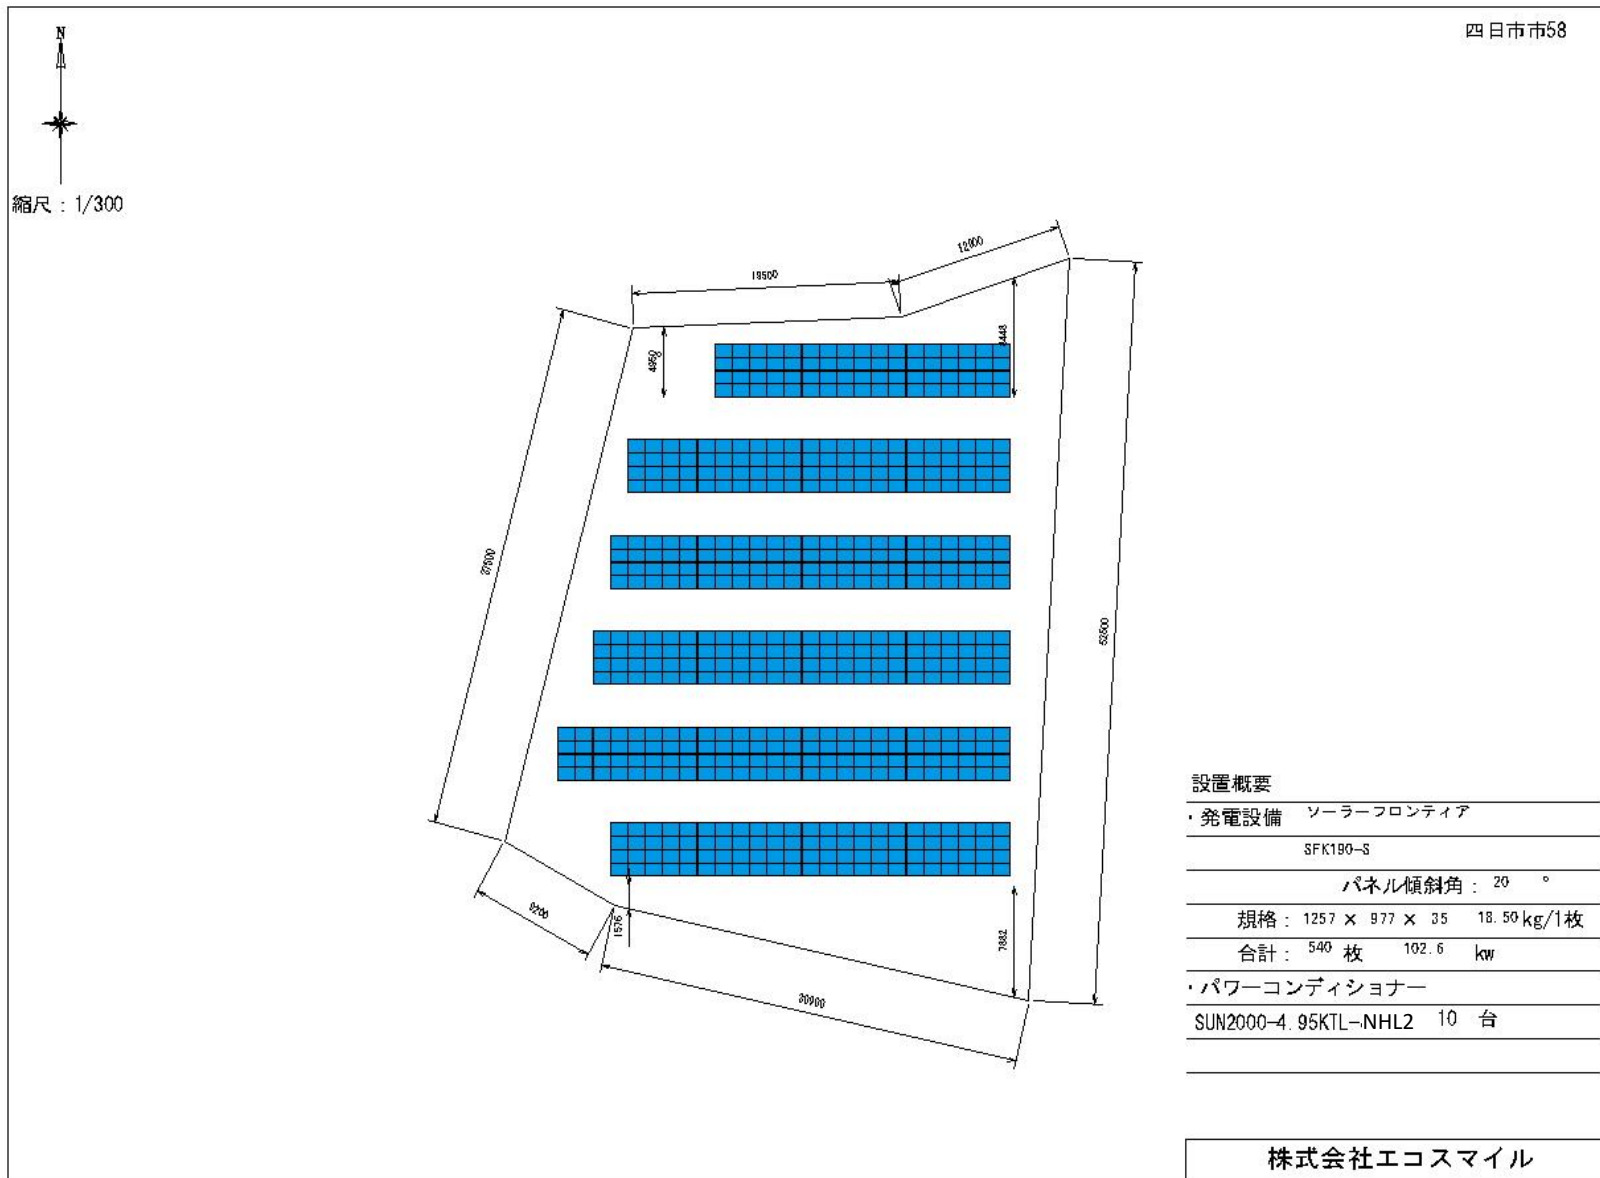 四日市市58
N
縮尺：1/300
12900
19500
8448
4950
37500
52500
9200
1576
7882
30900
設置概要
・発電設備 ソーラーフロンティア
SFK190-S
パネル傾斜角： 20 °
規格： 1257 × 977 × 35 18.50 kg/1枚
合計： 540 枚 102.6 kw
・パワーコンディショナー
SUN2000-4.95KTL-NHL2 10 台
株式会社エコスマイル